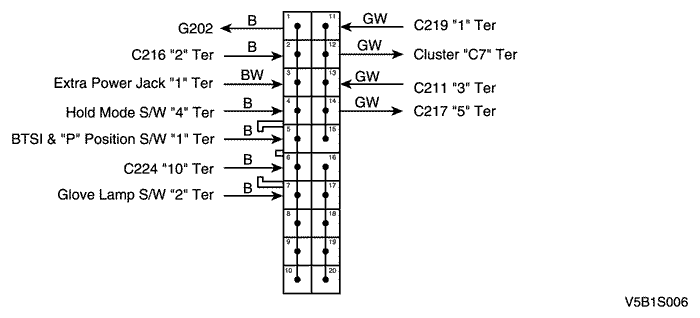 G202 B 1 11 GW C219 "1" Ter
C216 "2" Ter B 2 12 GW Cluster "C7" Ter
Extra Power Jack "1" Ter BW 3 13 GW C211 "3" Ter
Hold Mode S/W "4" Ter B 4 14 GW C217 "5" Ter
BTSI & "P" Position S/W "1" Ter B 5 15
C224 "10" Ter B 6 16
Glove Lamp S/W "2" Ter B 7 17
8 18
9 19
10 20
V5B1S006